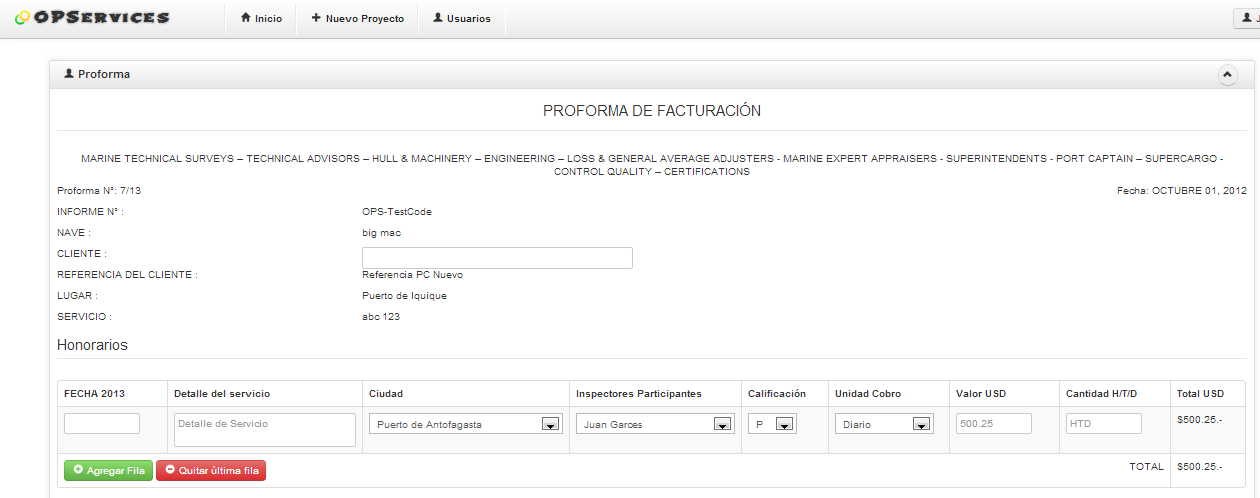 OPServices Inicio Nuevo Proyecto Usuarios
Proforma
PROFORMA DE FACTURACIÓN
MARINE TECHNICAL SURVEYS – TECHNICAL ADVISORS – HULL & MACHINERY – ENGINEERING – LOSS & GENERAL AVERAGE ADJUSTERS - MARINE EXPERT APPRAISERS - SUPERINTENDENTS - PORT CAPTAIN – SUPERCARGO -
CONTROL QUALITY – CERTIFICATIONS
Proforma N°: 7/13 Fecha: OCTUBRE 01, 2012
INFORME N° : OPS-TestCode
NAVE : big mac
CLIENTE :
REFERENCIA DEL CLIENTE : Referencia PC Nuevo
LUGAR : Puerto de Iquique
SERVICIO : abc 123
Honorarios
FECHA 2013 Detalle del servicio Ciudad Inspectores Participantes Calificación Unidad Cobro Valor USD Cantidad H/T/D Total USD
Detalle de Servicio Puerto de Antofagasta Juan Garces P Diario 500.25 HTD $500.25.-
Agregar Fila Quitar última fila TOTAL $500.25.-